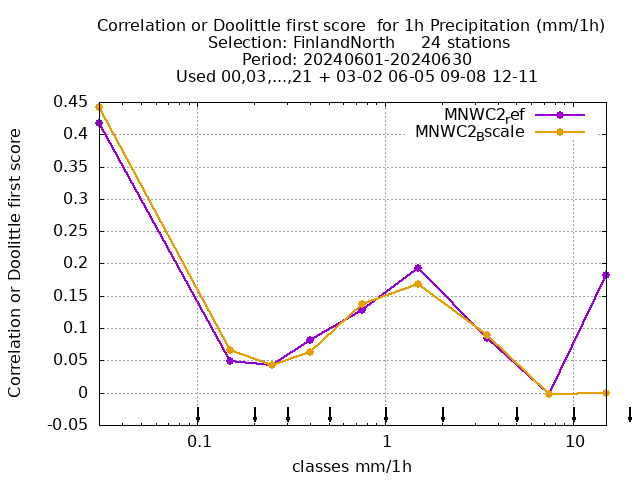 Correlation or Doolittle first score  for 1h Precipitation (mm/1h)
Selection: FinlandNorth     24 stations
Period: 20240601-20240630
Used 00,03,...,21 + 03-02 06-05 09-08 12-11
MNWC2ref
MNWC2Bscale
Correlation or Doolittle first score
0.45
0.4
0.35
0.3
0.25
0.2
0.15
0.1
0.05
0
-0.05
0.1
1
10
classes mm/1h